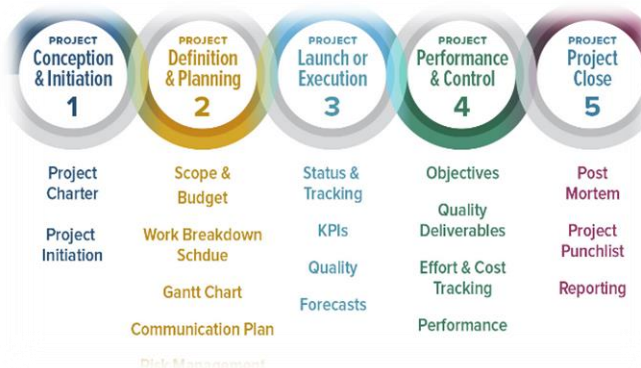 PROJECT
Conception
& Initiation
1
PROJECT
Definition
& Planning
2
PROJECT
Launch or
Execution
3
PROJECT
Performance
& Control
4
PROJECT
Project
Close
5
Project
Charter
Project
Initiation
Scope &
Budget
Work Breakdown
Schdue
Gantt Chart
Communication Plan
Risk Management
Status &
Tracking
KPIs
Quality
Forecasts
Objectives
Quality
Deliverables
Effort & Cost
Tracking
Performance
Post
Mortem
Project
Punchlist
Reporting